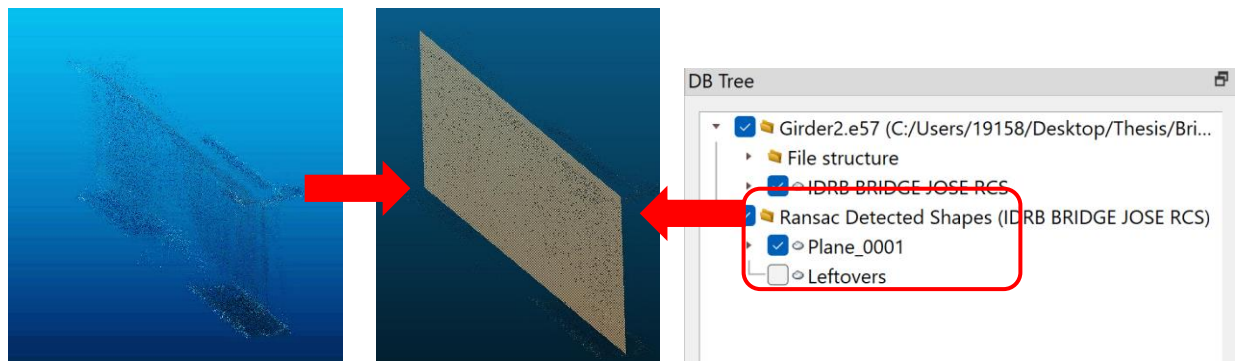 DB Tree
Girder2.e57 (C:/Users/19158/Desktop/Thesis/Bri...
File structure
IDRB BRIDGE JOSE RCS
Ransac Detected Shapes (IDRB BRIDGE JOSE RCS)
Plane_0001
Leftovers